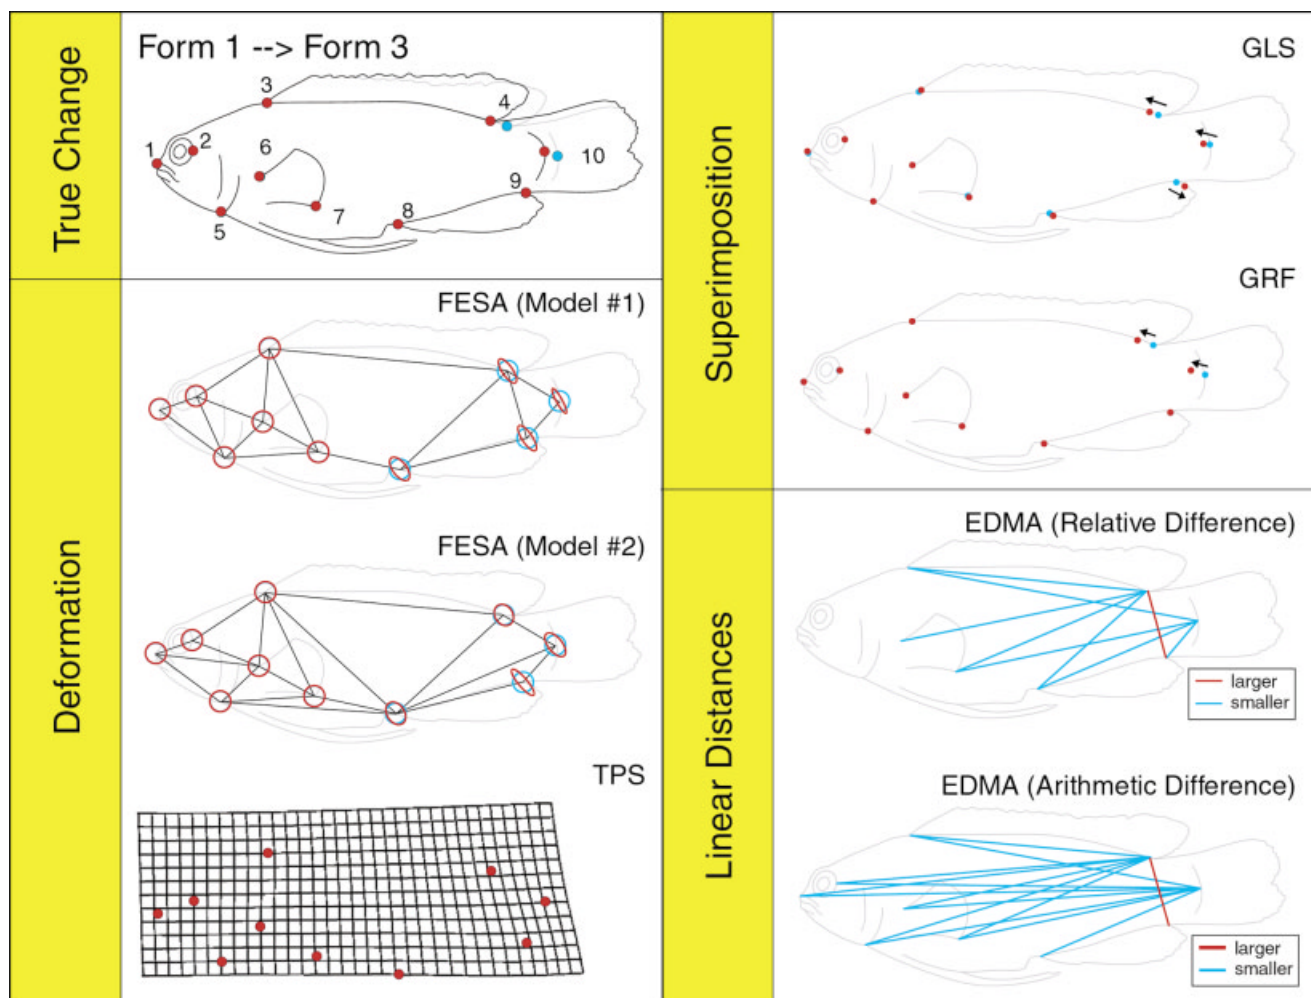 True Change
Form 1 --> Form 3
1
2
3
4
5
6
7
8
9
10
Deformation
FESA (Model #1)
FESA (Model #2)
TPS
Superimposition
GLS
GRF
Linear Distances
EDMA (Relative Difference)
larger
smaller
EDMA (Arithmetic Difference)
larger
smaller